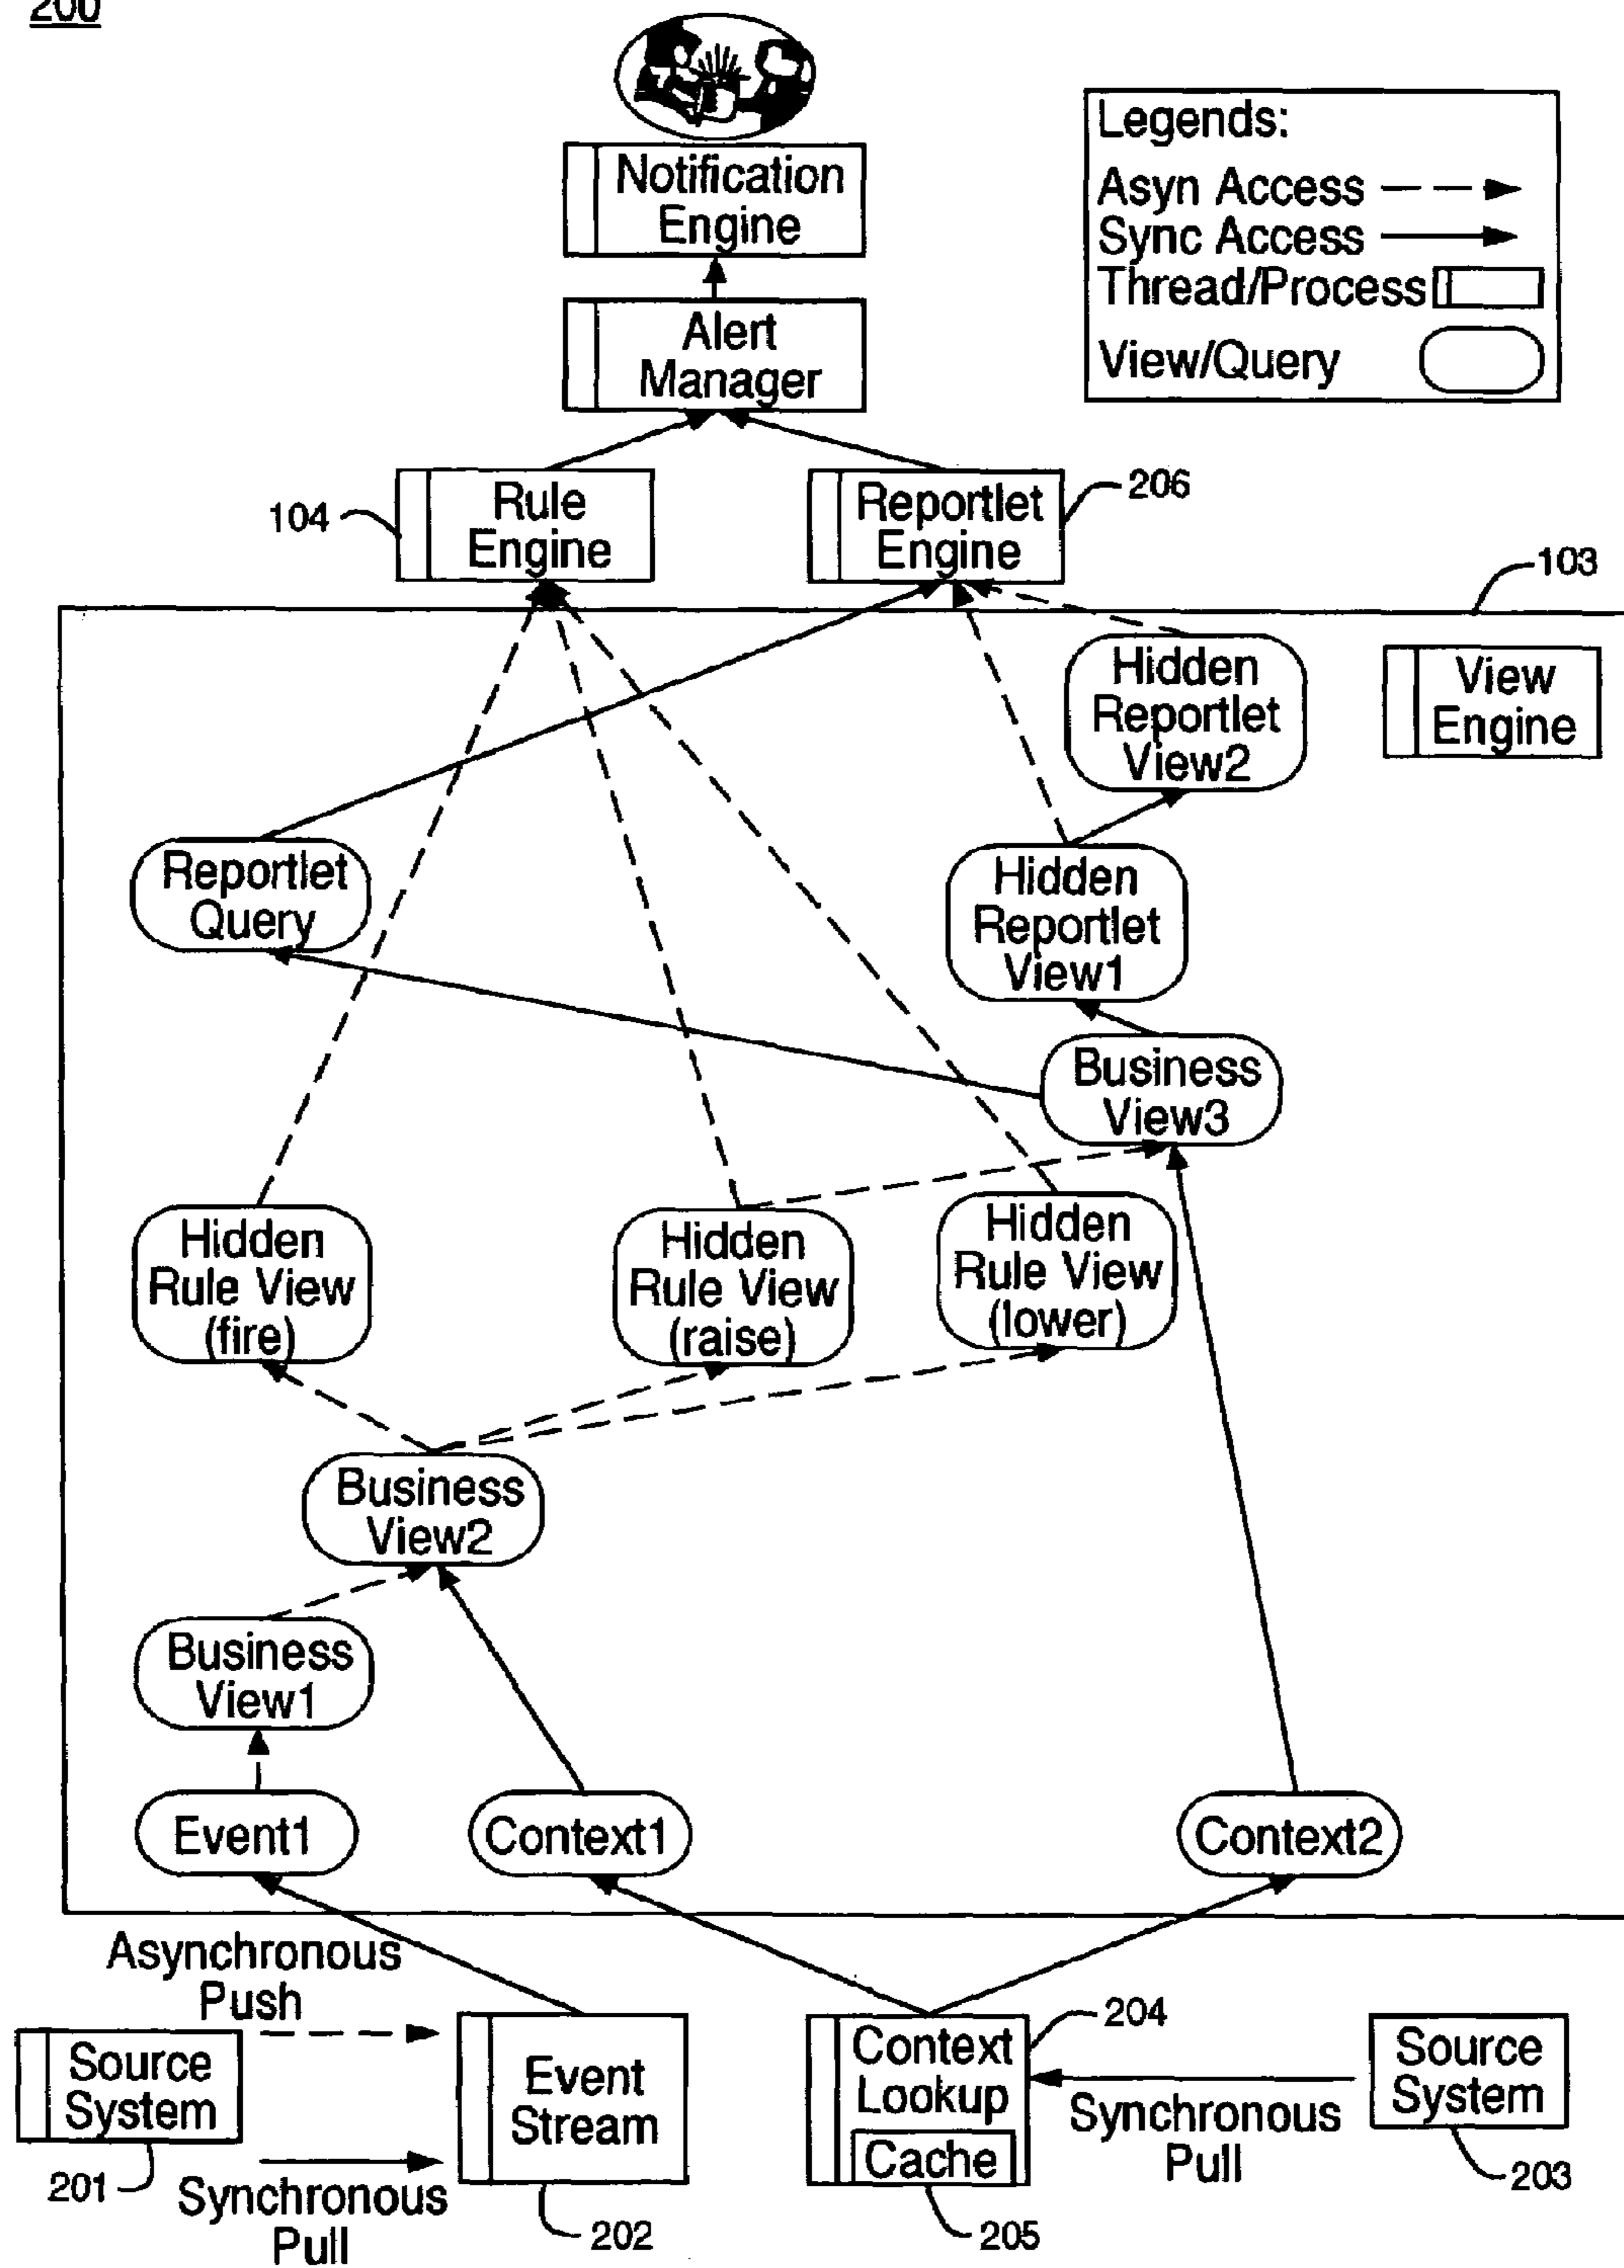 200
Notification
Engine
Legends:
Asyn Access
Sync Access
Thread/Process
View/Query
Alert
Manager
104
Rule
Engine
Reportlet
Engine
206
103
Hidden
Reportlet
View2
View
Engine
Reportlet
Query
Hidden
Reportlet
View1
Business
View3
Hidden
Rule View
(fire)
Hidden
Rule View
(raise)
Hidden
Rule View
(lower)
Business
View2
Business
View1
Event1
Context1
Context2
Asynchronous
Push
Source
System
201
Synchronous
Pull
Event
Stream
202
Context
Lookup
Cache
204
205
Synchronous
Pull
Source
System
203